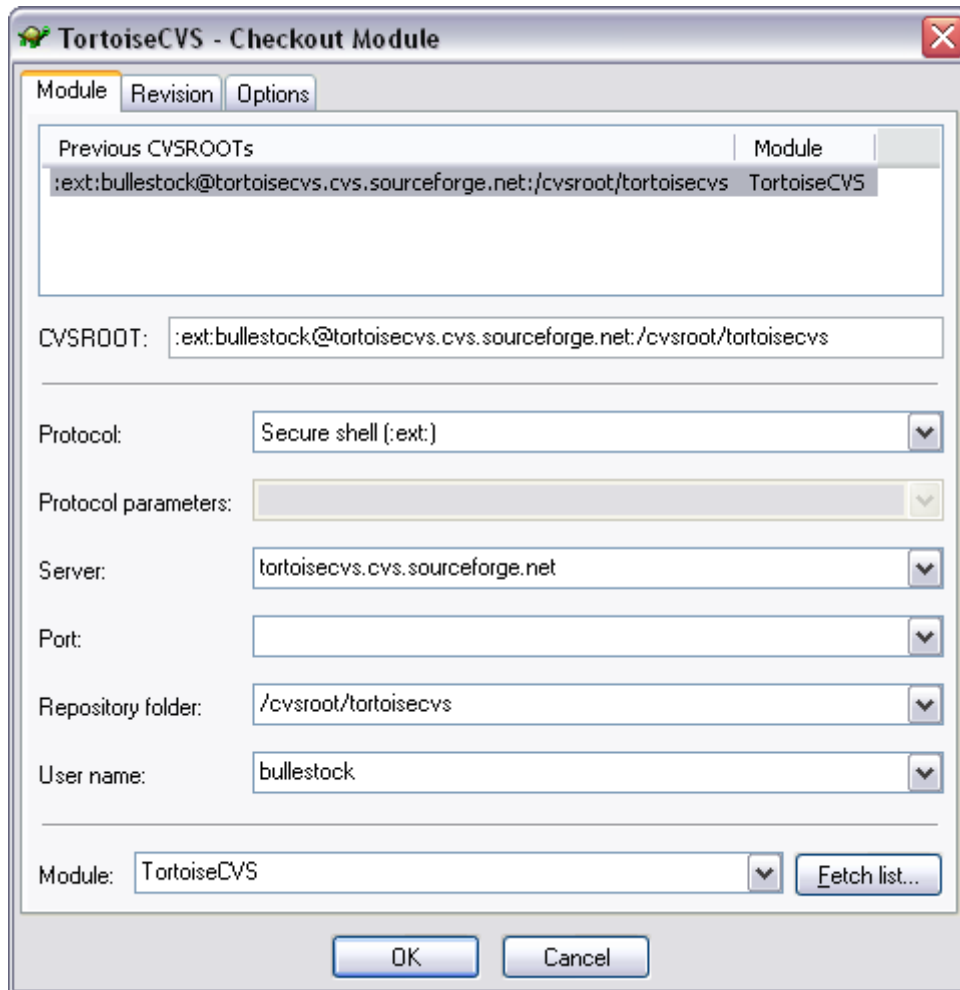 TortoiseCVS - Checkout Module
Module Revision Options
Previous CVSROOTs Module
:ext:bullestock@tortoisecvs.cvs.sourceforge.net:/cvsroot/tortoisecvs TortoiseCVS
CVSROOT: :ext:bullestock@tortoisecvs.cvs.sourceforge.net:/cvsroot/tortoisecvs
Protocol: Secure shell (:ext:)
Protocol parameters:
Server: tortoisecvs.cvs.sourceforge.net
Port:
Repository folder: /cvsroot/tortoisecvs
User name: bullestock
Module: TortoiseCVS Fetch list...
OK Cancel